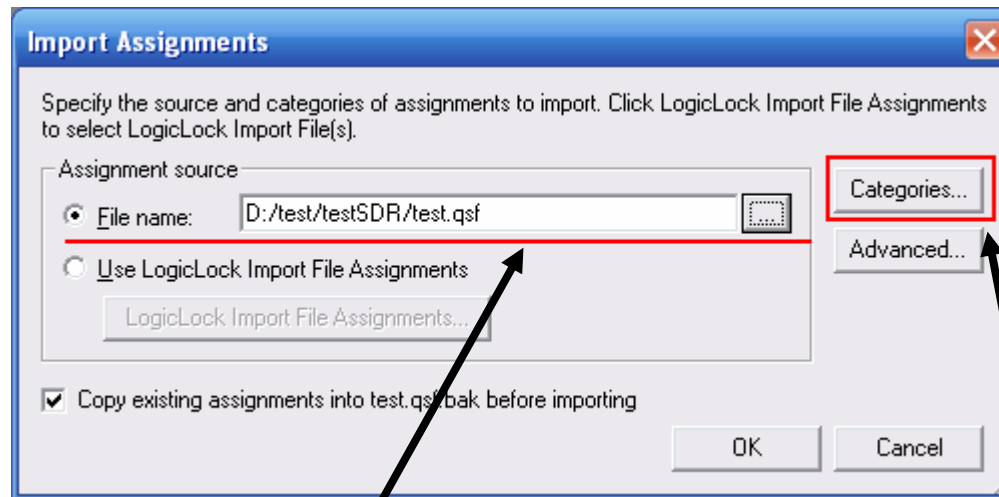 Import Assignments
Specify the source and categories of assignments to import. Click LogicLock Import File Assignments
to select LogicLock Import File(s).
Assignment source
File name:
D:/test/testSDR/test.qsf
...
Categories...
Use LogicLock Import File Assignments
Advanced...
LogicLock Import File Assignments...
Copy existing assignments into test.qsf.bak before importing
OK
Cancel